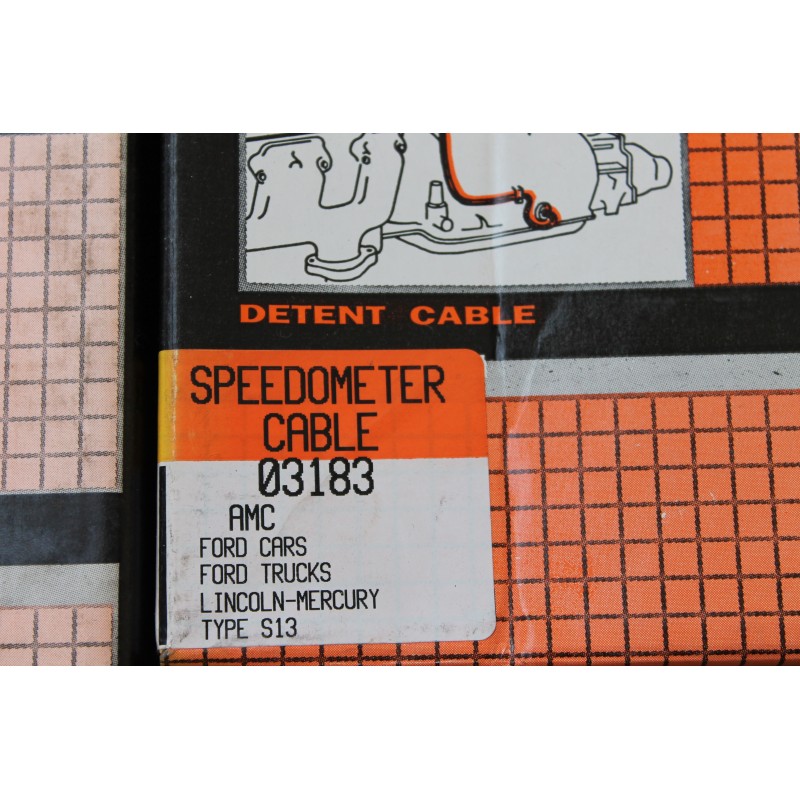 DETENT CABLE
SPEEDOMETER
CABLE
03183
AMC
FORD CARS
FORD TRUCKS
LINCOLN-MERCURY
TYPE S13